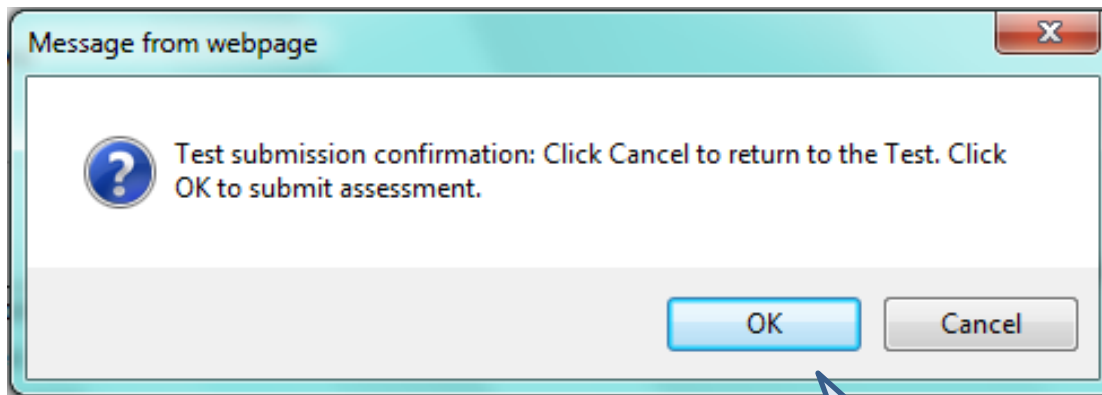 Message from webpage
Test submission confirmation: Click Cancel to return to the Test. Click
OK to submit assessment.
OK
Cancel